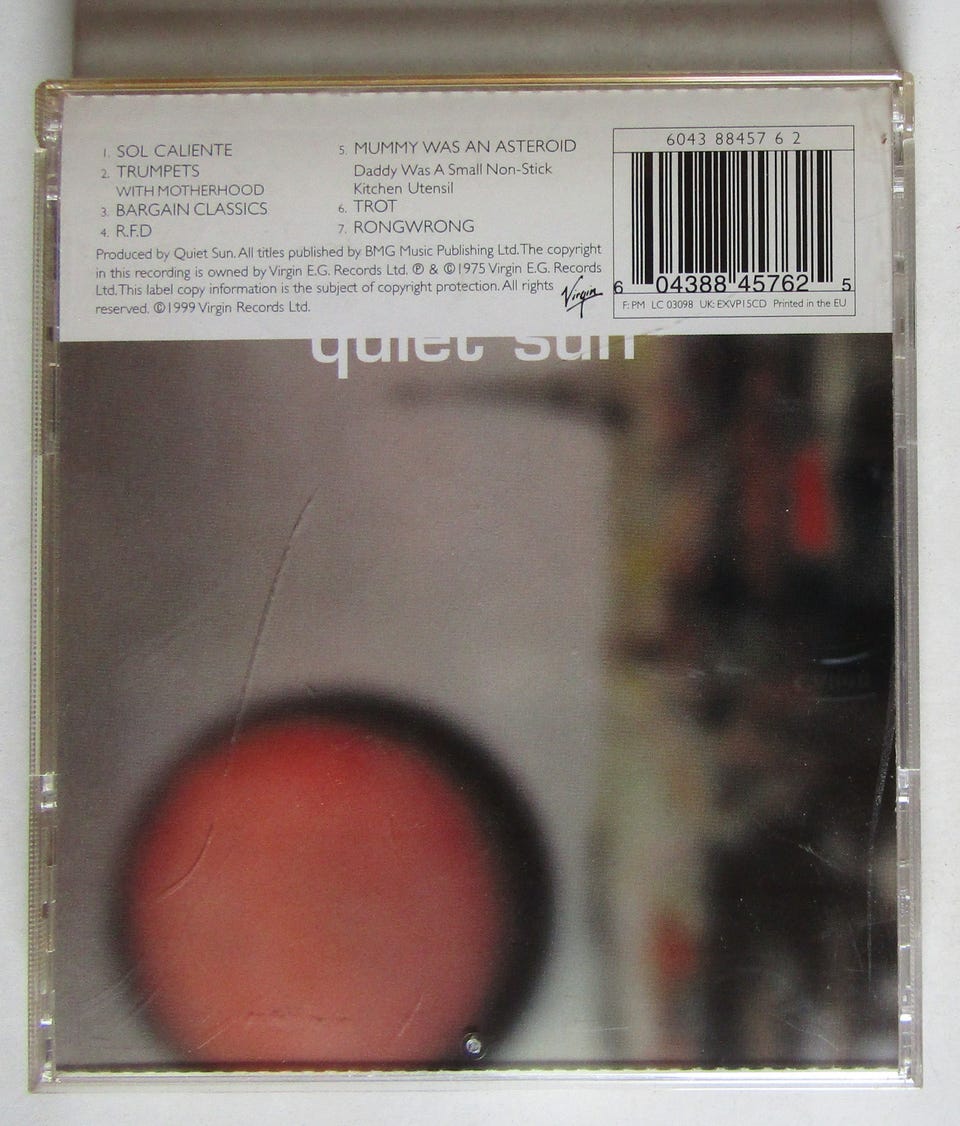 1. SOL CALIENTE
2. TRUMPETS
WITH MOTHERHOOD
3. BARGAIN CLASSICS
4. R.F.D
5. MUMMY WAS AN ASTEROID
Daddy Was A Small Non-Stick
Kitchen Utensil
6. TROT
7. RONGWRONG
Produced by Quiet Sun. All titles published by BMG Music Publishing Ltd. The copyright
in this recording is owned by Virgin E.G. Records Ltd. ℗ & ©1975 Virgin E.G. Records
Ltd. This label copy information is the subject of copyright protection. All rights
reserved. ©1999 Virgin Records Ltd.
Virgin
6043 88457 6 2
6 04388 45762 5
F: PM LC 03098 UK: EXVP15CD Printed in the EU
quiet sun